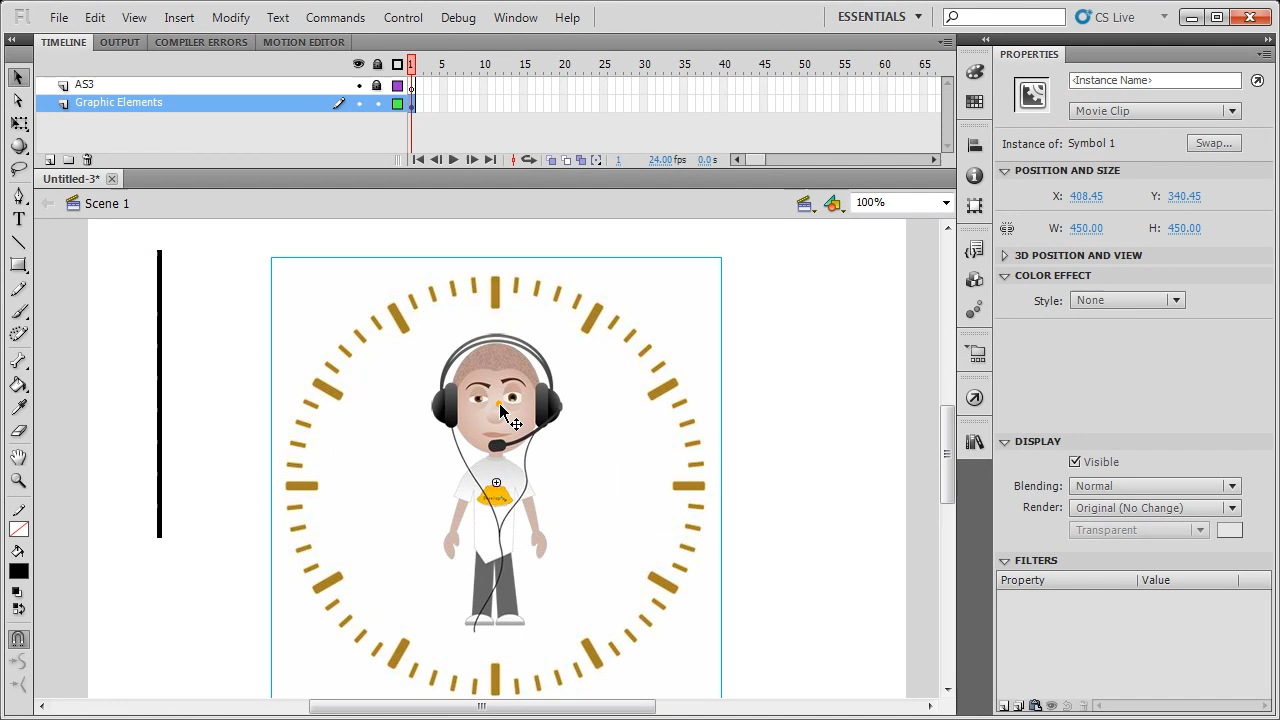 Fl File Edit View Insert Modify Text Commands Control Debug Window Help ESSENTIALS CS Live
TIMELINE OUTPUT COMPILER ERRORS MOTION EDITOR
1 5 10 15 20 25 30 35 40 45 50 55 60 65
AS3
Graphic Elements
1 24.00 fps 0.0 s
Untitled-3*
Scene 1 100%
PROPERTIES
<Instance Name>
Movie Clip
Instance of: Symbol 1 Swap...
POSITION AND SIZE
X: 408.45 Y: 340.45
W: 450.00 H: 450.00
3D POSITION AND VIEW
COLOR EFFECT
Style: None
DISPLAY
Visible
Blending: Normal
Render: Original (No Change)
Transparent
FILTERS
Property Value
T